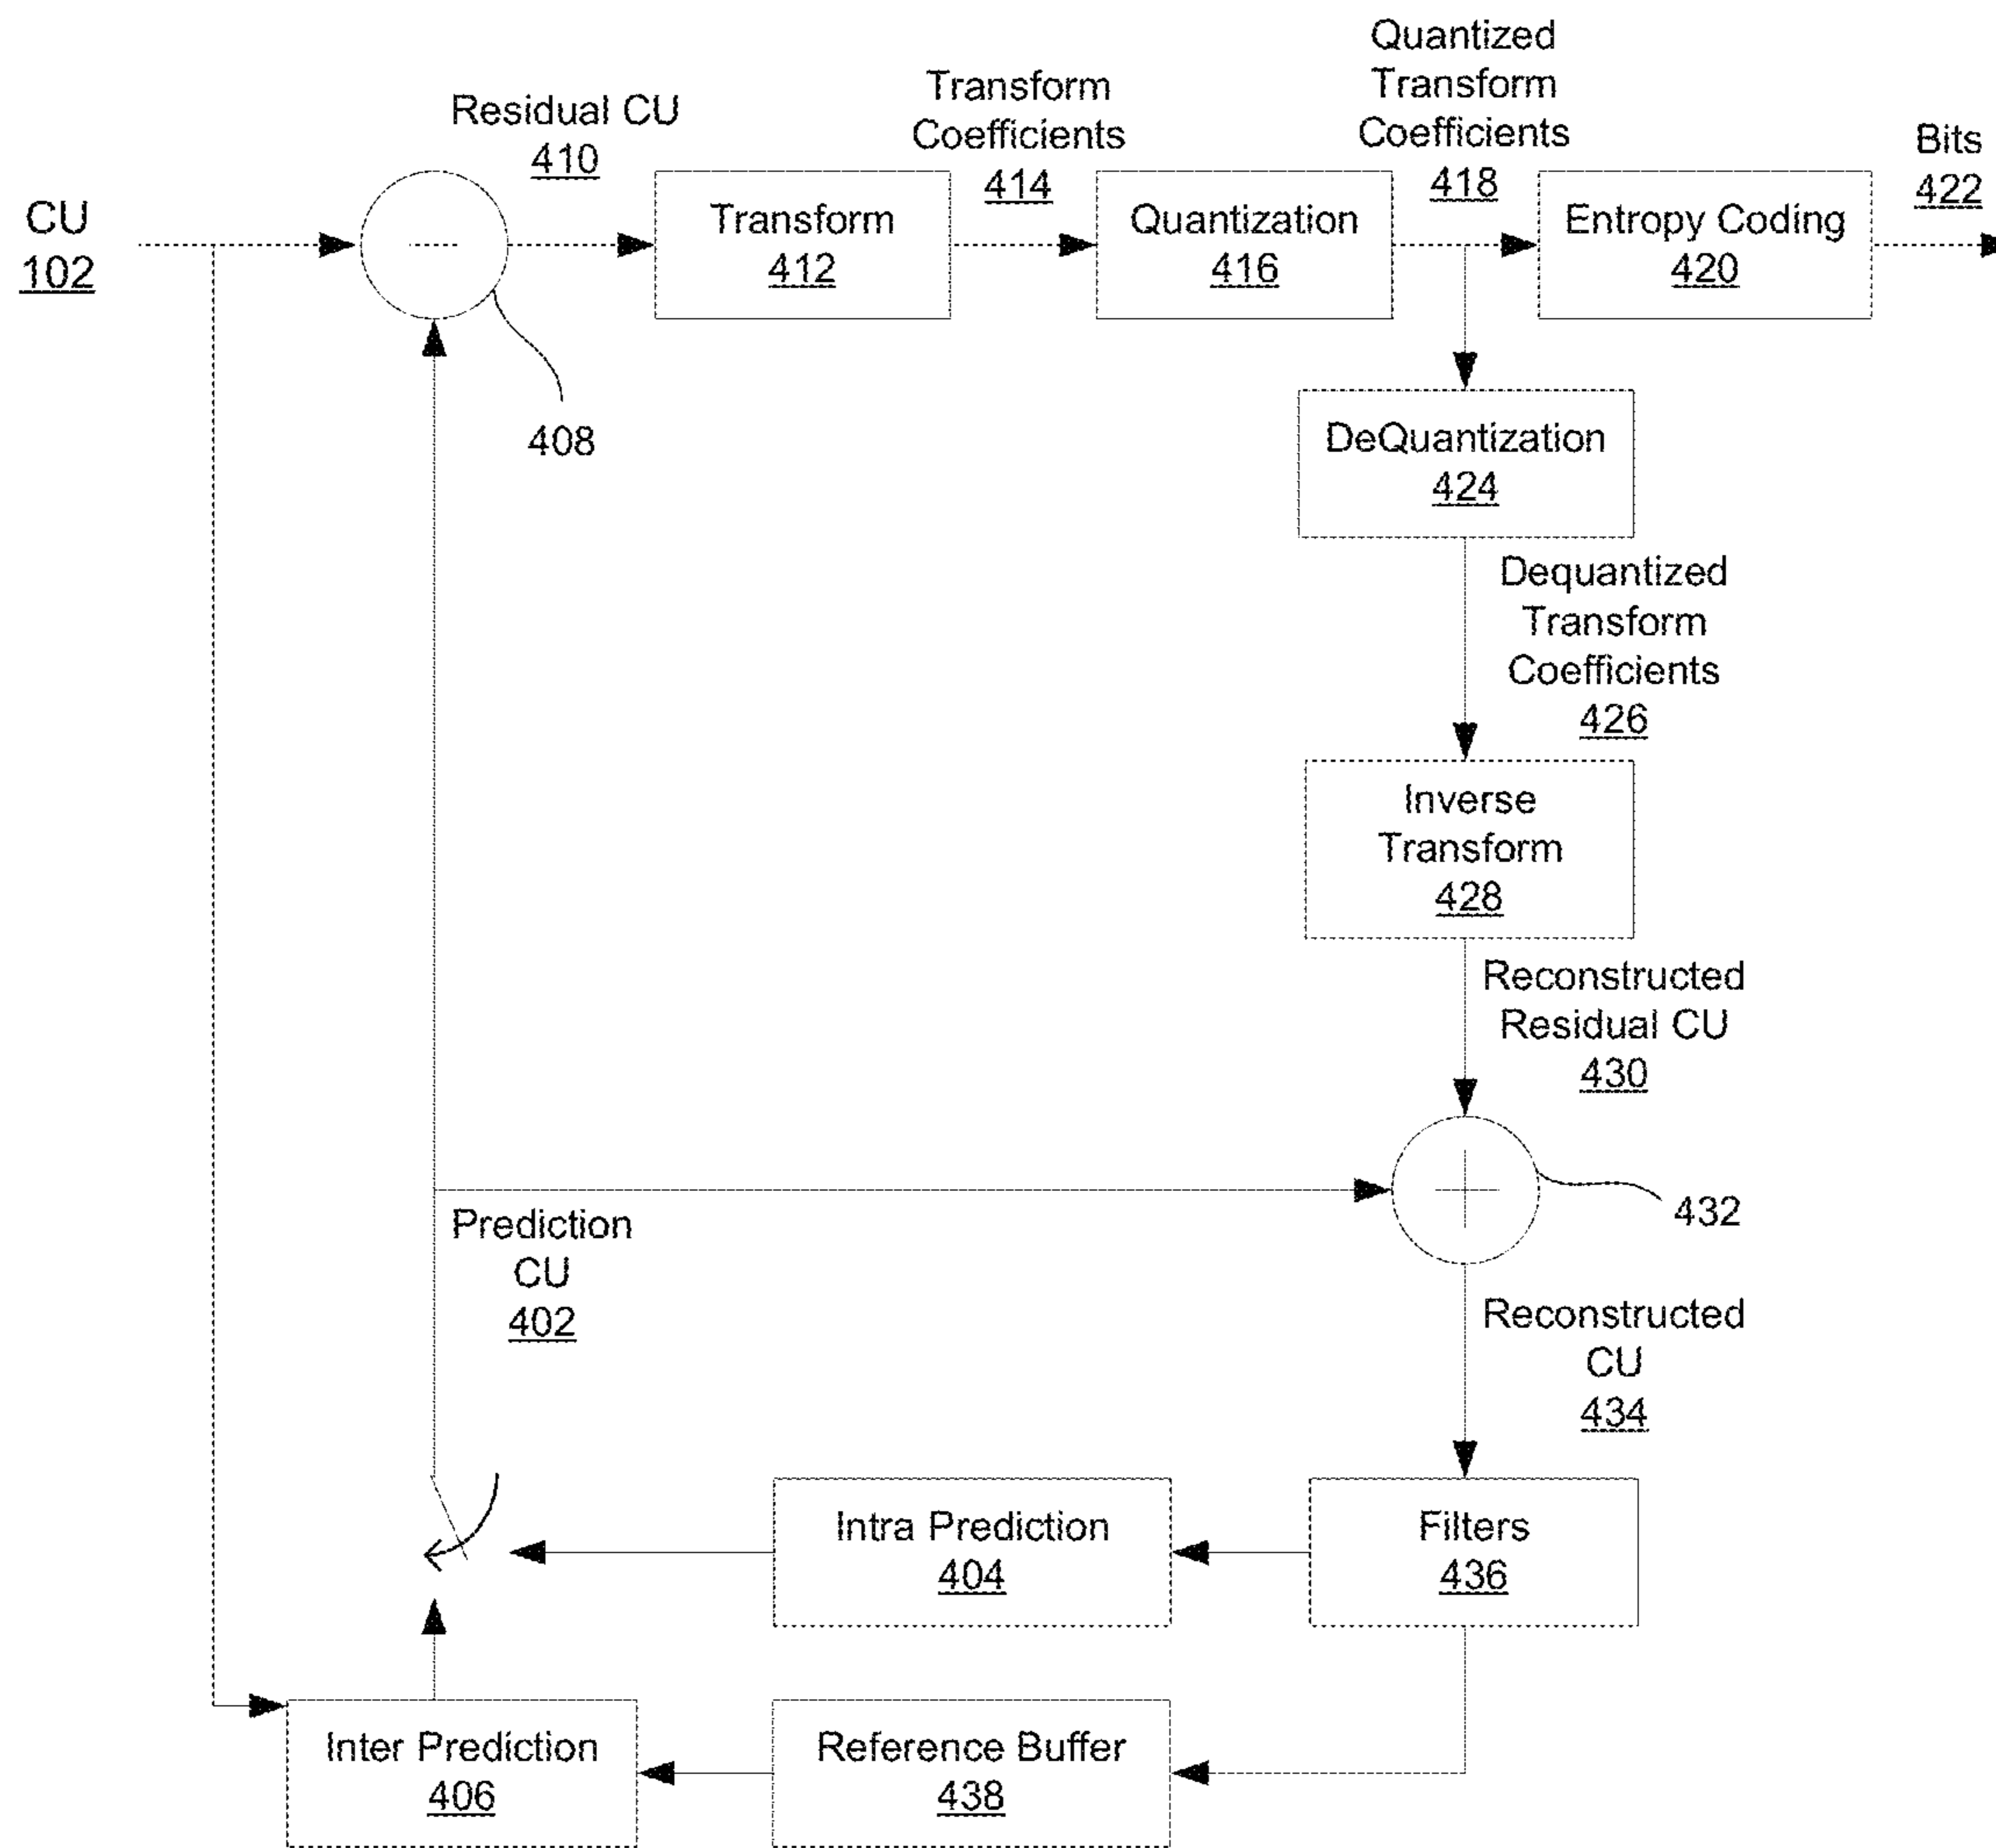 CU
102
Residual CU
410
408
Transform
412
Transform
Coefficients
414
Quantization
416
Quantized
Transform
Coefficients
418
Entropy Coding
420
Bits
422
DeQuantization
424
Dequantized
Transform
Coefficients
426
Inverse
Transform
428
Reconstructed
Residual CU
430
432
Prediction
CU
402
Reconstructed
CU
434
Intra Prediction
404
Filters
436
Inter Prediction
406
Reference Buffer
438